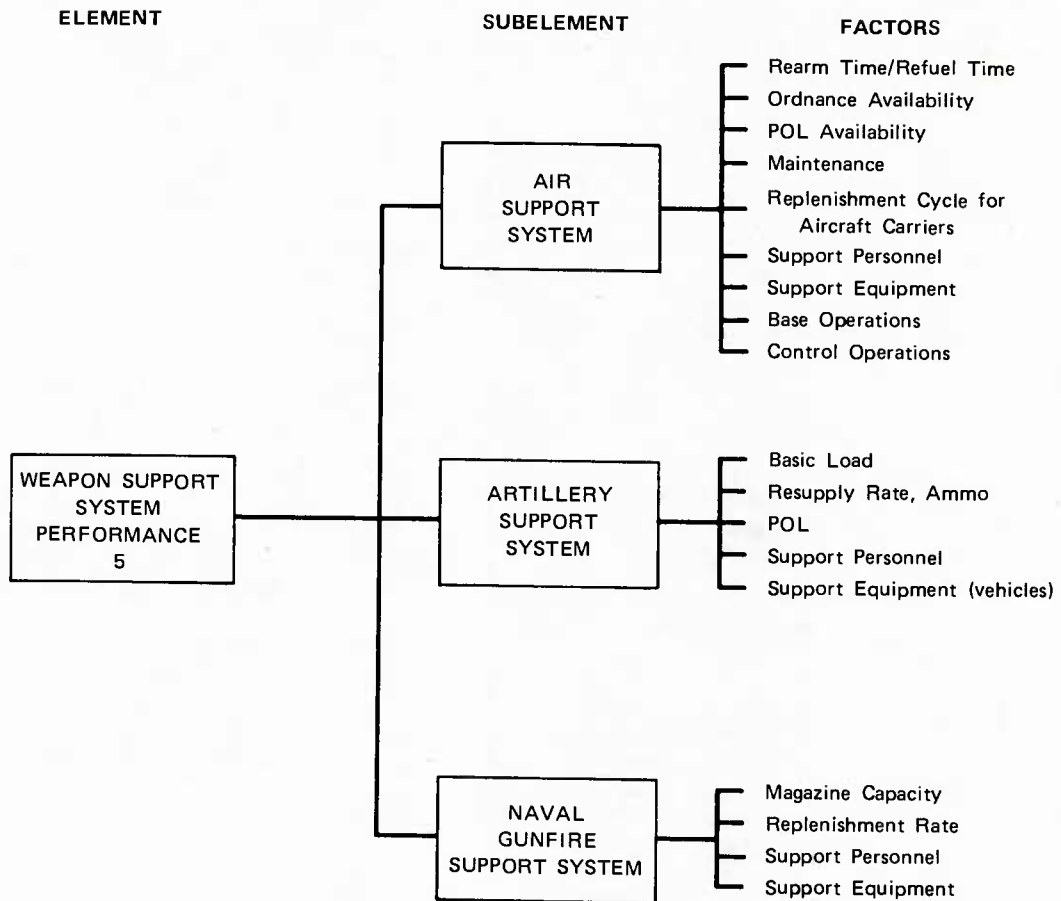 ELEMENT
SUBELEMENT
FACTORS
Rearm Time/Refuel Time
Ordnance Availability
POL Availability
Maintenance
Replenishment Cycle for
Aircraft Carriers
Support Personnel
Support Equipment
Base Operations
Control Operations
AIR
SUPPORT
SYSTEM
WEAPON SUPPORT
SYSTEM
PERFORMANCE
5
ARTILLERY
SUPPORT
SYSTEM
Basic Load
Resupply Rate, Ammo
POL
Support Personnel
Support Equipment (vehicles)
NAVAL
GUNFIRE
SUPPORT SYSTEM
Magazine Capacity
Replenishment Rate
Support Personnel
Support Equipment